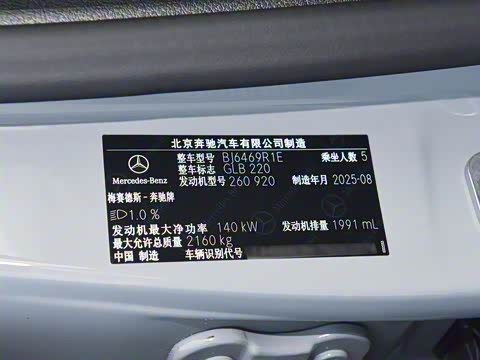 北京奔驰汽车有限公司制造
整车型号 BJ6469R1E 乘坐人数 5
整车标志 GLB 220
发动机型号 260 920 制造年月 2025-08
Mercedes-Benz
梅赛德斯-奔驰牌
1.0 %
发动机最大净功率 140 kW 发动机排量 1991 mL
最大允许总质量 2160 kg
中国 制造 车辆识别代号